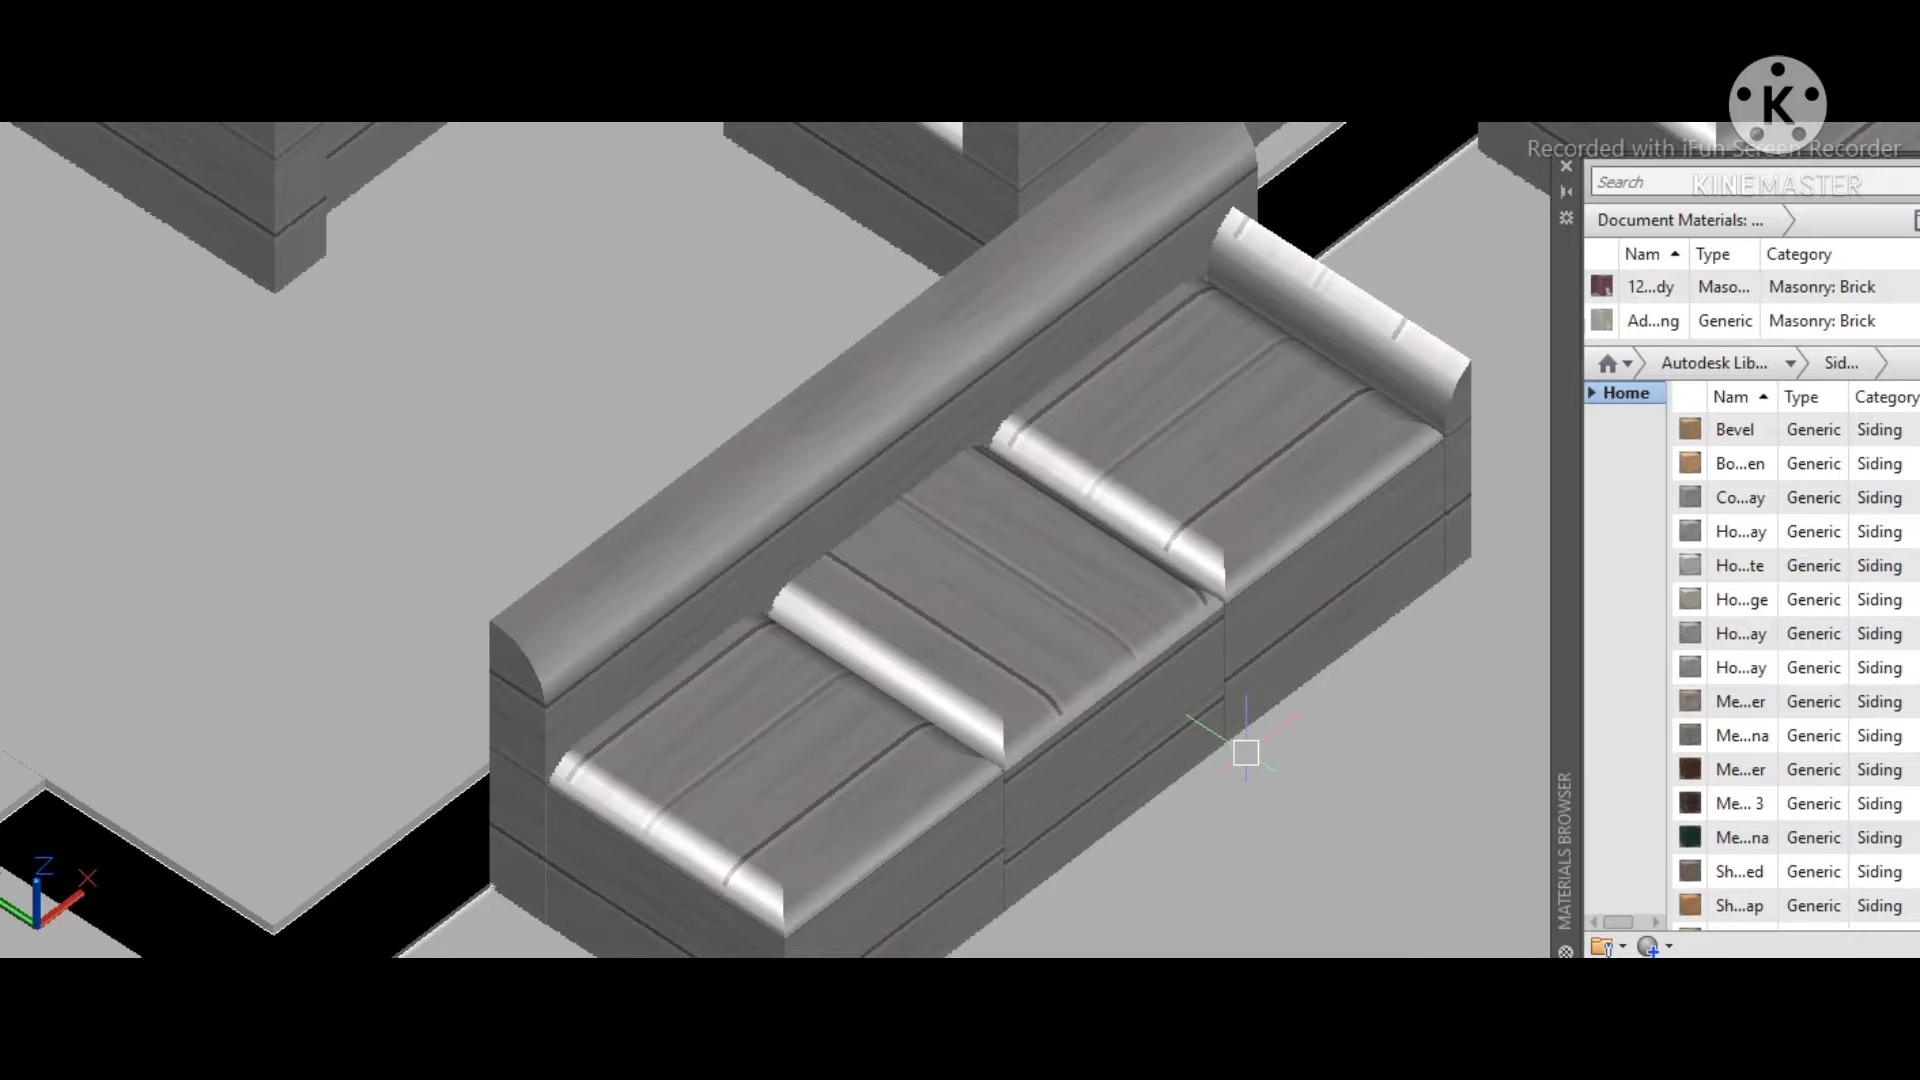 K
Recorded with iFun Screen Recorder
KINEMASTER
Search
Document Materials: ...
Nam Type Category
12...dy Maso... Masonry: Brick
Ad...ng Generic Masonry: Brick
Autodesk Lib... Sid...
Home
Nam Type Category
Bevel Generic Siding
Bo...en Generic Siding
Co...ay Generic Siding
Ho...ay Generic Siding
Ho...te Generic Siding
Ho...ge Generic Siding
Ho...ay Generic Siding
Ho...ay Generic Siding
Me...er Generic Siding
Me...na Generic Siding
Me...er Generic Siding
Me... 3 Generic Siding
Me...na Generic Siding
Sh...ed Generic Siding
Sh...ap Generic Siding
MATERIALS BROWSER
Z
X